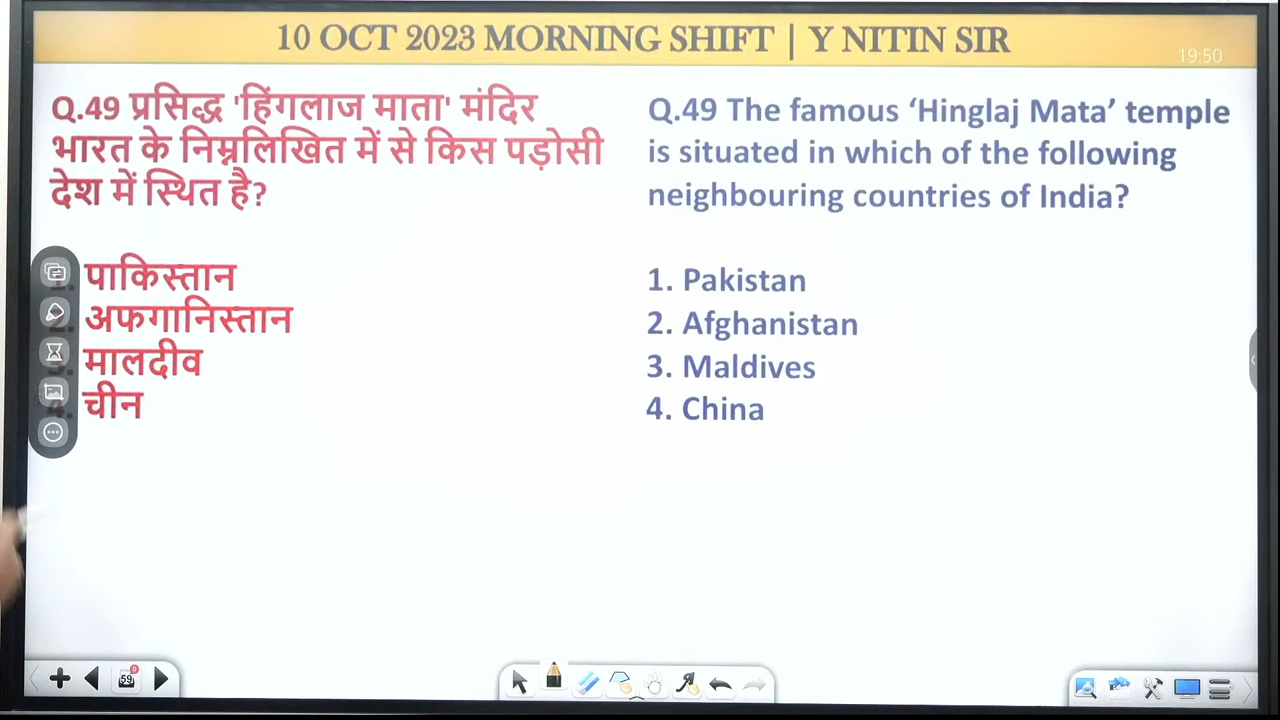 10 OCT 2023 MORNING SHIFT | Y NITIN SIR
19:50
Q.49 प्रसिद्ध 'हिंगलाज माता' मंदिर
भारत के निम्नलिखित में से किस पड़ोसी
देश में स्थित है?
पाकिस्तान
अफगानिस्तान
मालदीव
चीन
Q.49 The famous ‘Hinglaj Mata’ temple
is situated in which of the following
neighbouring countries of India?
1. Pakistan
2. Afghanistan
3. Maldives
4. China
59
0